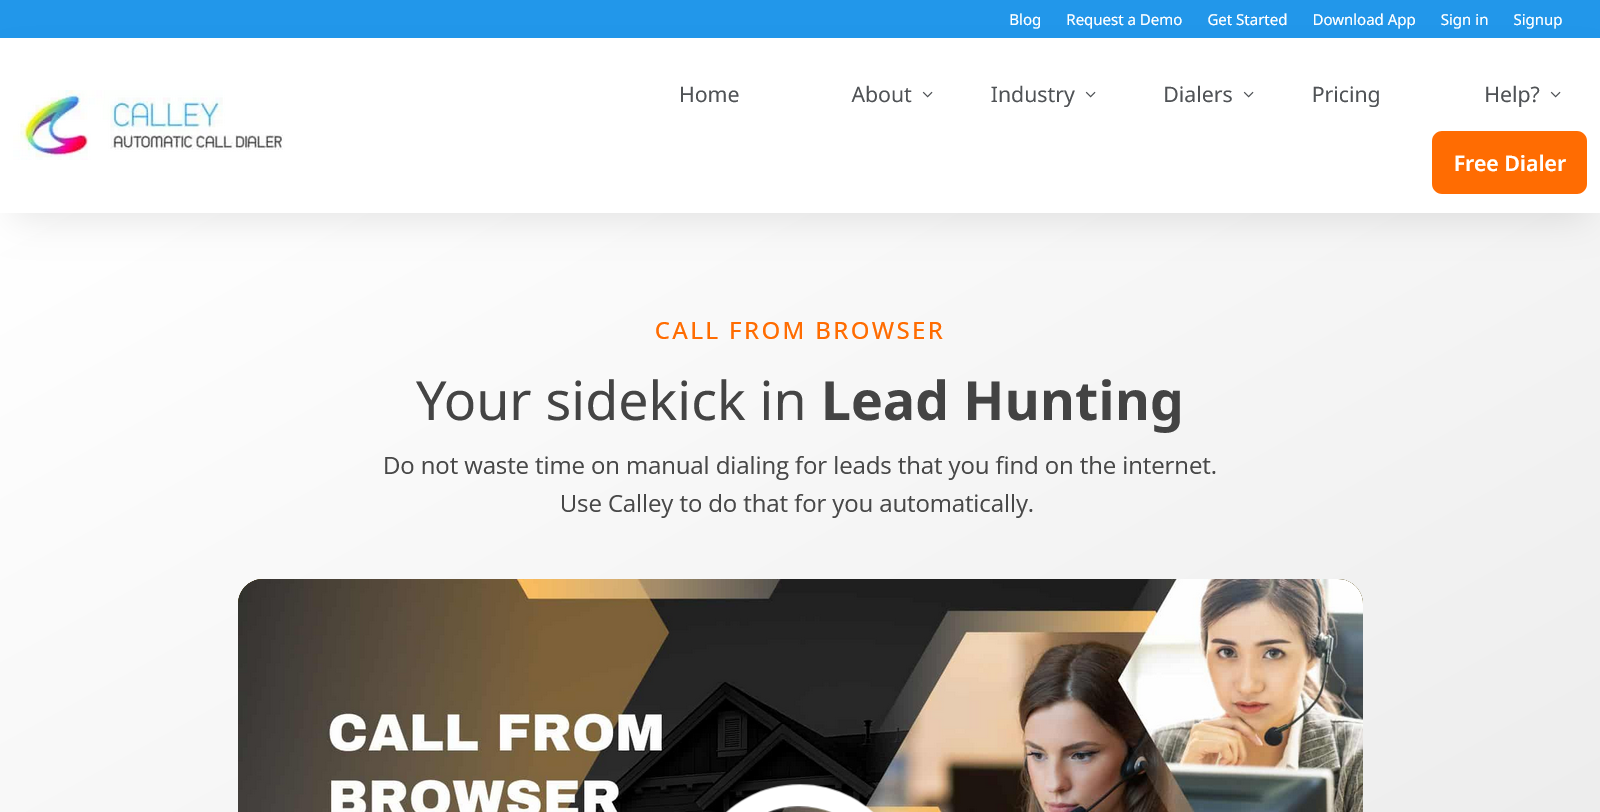 Blog Request a Demo Get Started Download App Sign in Signup
CALLEY
AUTOMATIC CALL DIALER
Home About Industry Dialers Pricing Help?
Free Dialer
CALL FROM BROWSER
Your sidekick in Lead Hunting
Do not waste time on manual dialing for leads that you find on the internet.
Use Calley to do that for you automatically.
CALL FROM
BROWSER